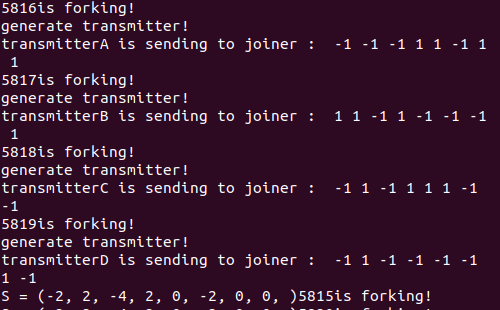 5816is forking!
generate transmitter!
transmitterA is sending to joiner :  -1 -1 -1 1 1 -1 1
 1
5817is forking!
generate transmitter!
transmitterB is sending to joiner :  1 1 -1 1 -1 -1 -1
 1
5818is forking!
generate transmitter!
transmitterC is sending to joiner :  -1 1 -1 1 1 1 -1
-1
5819is forking!
generate transmitter!
transmitterD is sending to joiner :  -1 1 -1 -1 -1 -1
1 -1
S = (-2, 2, -4, 2, 0, -2, 0, 0, )5815is forking!